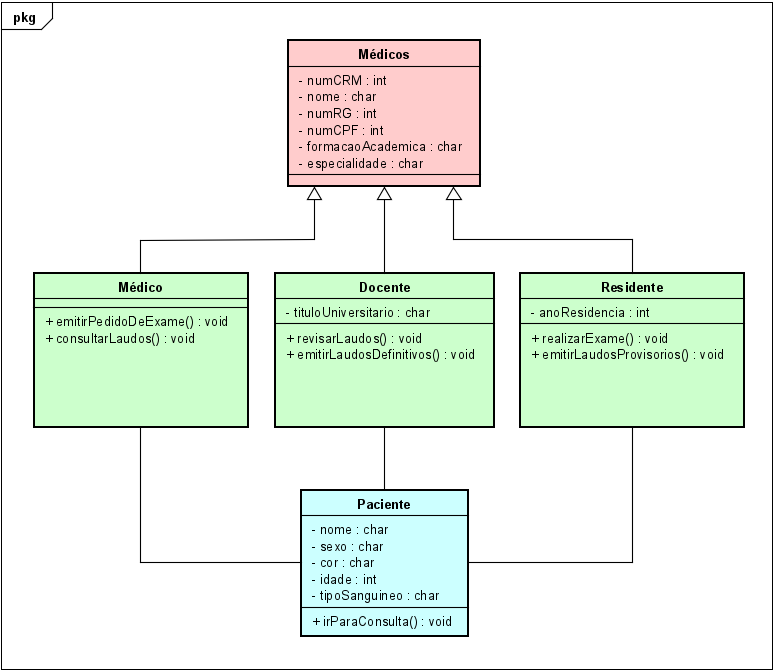 pkg
Médicos
- numCRM : int
- nome : char
- numRG : int
- numCPF : int
- formacaoAcademica : char
- especialidade : char
Médico
+ emitirPedidoDeExame() : void
+ consultarLaudos() : void
Docente
- tituloUniversitario : char
+ revisarLaudos() : void
+ emitirLaudosDefinitivos() : void
Residente
- anoResidencia : int
+ realizarExame() : void
+ emitirLaudosProvisorios() : void
Paciente
- nome : char
- sexo : char
- cor : char
- idade : int
- tipoSanguineo : char
+ irParaConsulta() : void